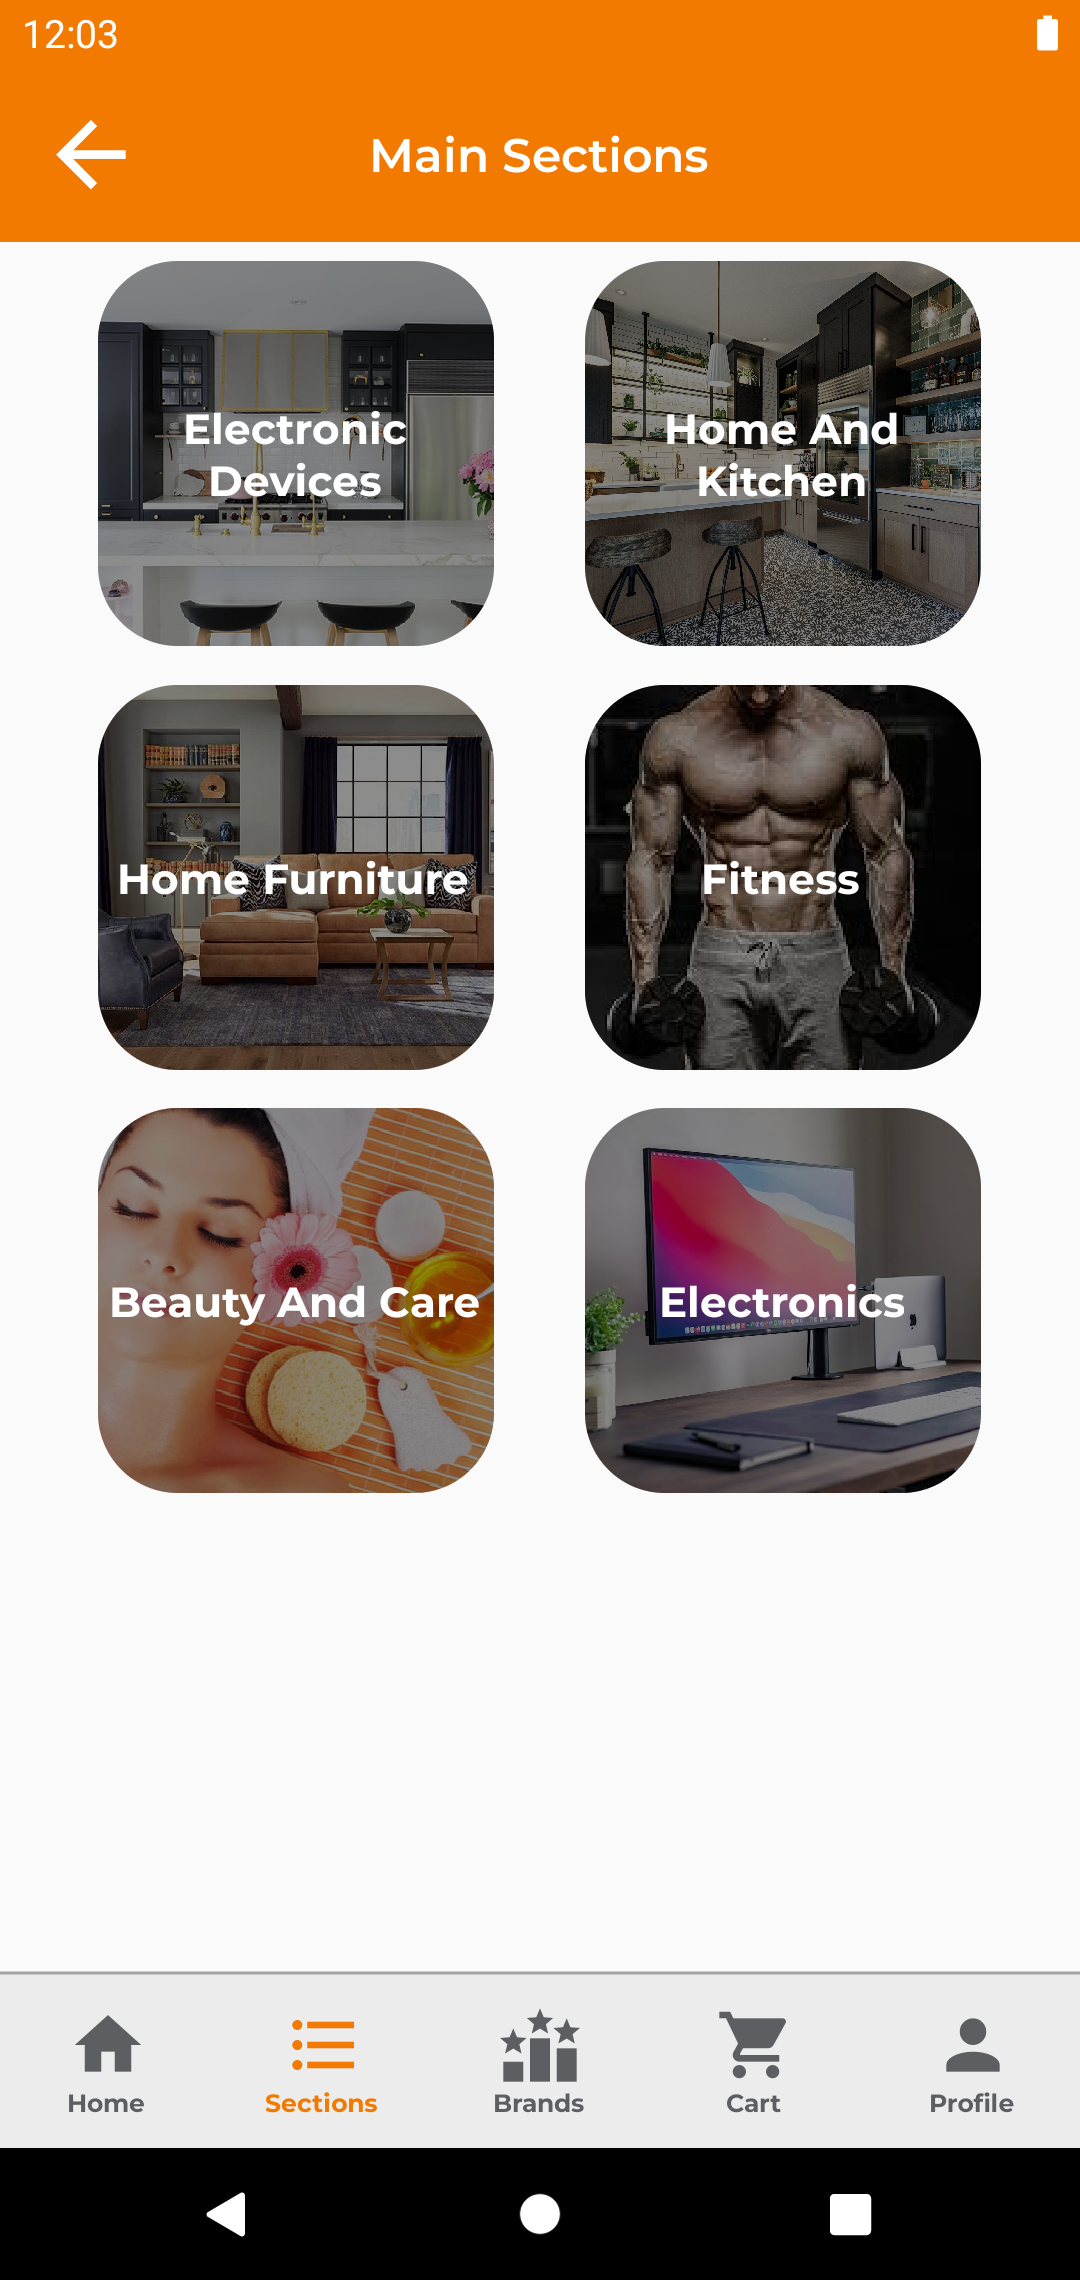 12:03
Main Sections
Electronic
Devices
Home And
Kitchen
Home Furniture
Fitness
Beauty And Care
Electronics
Home
Sections
Brands
Cart
Profile